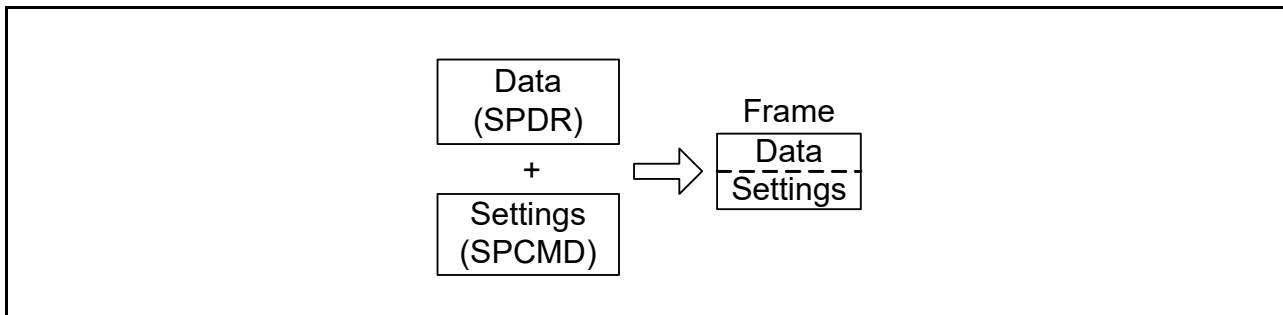 Data
(SPDR)
+
Settings
(SPCMD)
Frame
Data
Settings